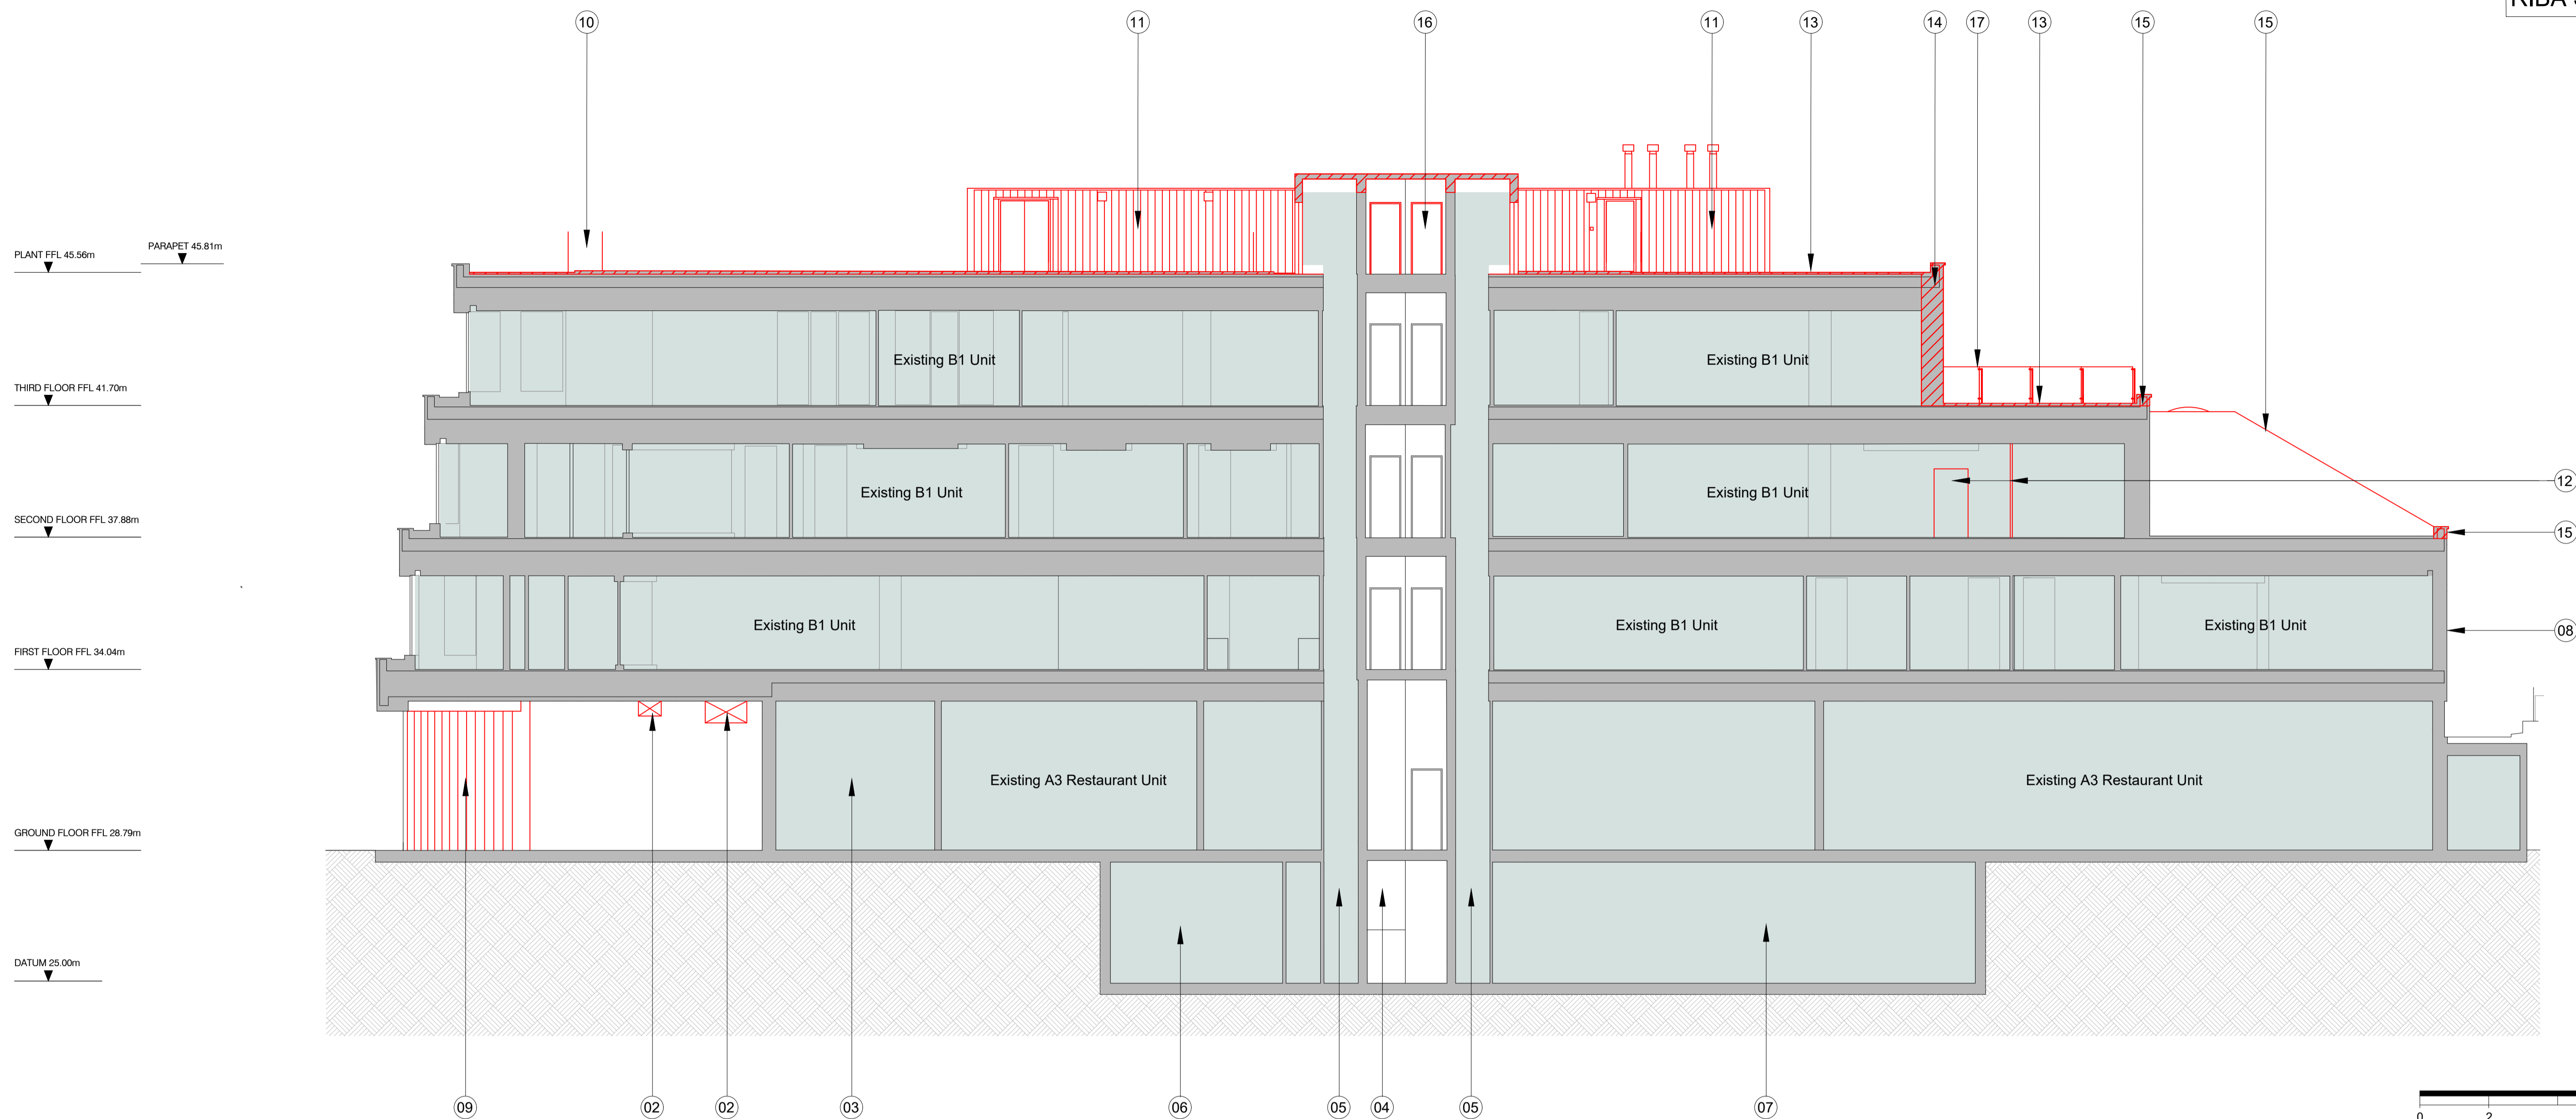 10
11
16
11
13
14
17
13
15
15
PLANT FFL 45.56m
PARAPET 45.81m
Existing B1 Unit
Existing B1 Unit
THIRD FLOOR FFL 41.70m
Existing B1 Unit
Existing B1 Unit
12
SECOND FLOOR FFL 37.88m
15
Existing B1 Unit
Existing B1 Unit
Existing B1 Unit
08
FIRST FLOOR FFL 34.04m
Existing A3 Restaurant Unit
Existing A3 Restaurant Unit
GROUND FLOOR FFL 28.79m
DATUM 25.00m
09
02
02
03
06
05
04
05
07
0
2